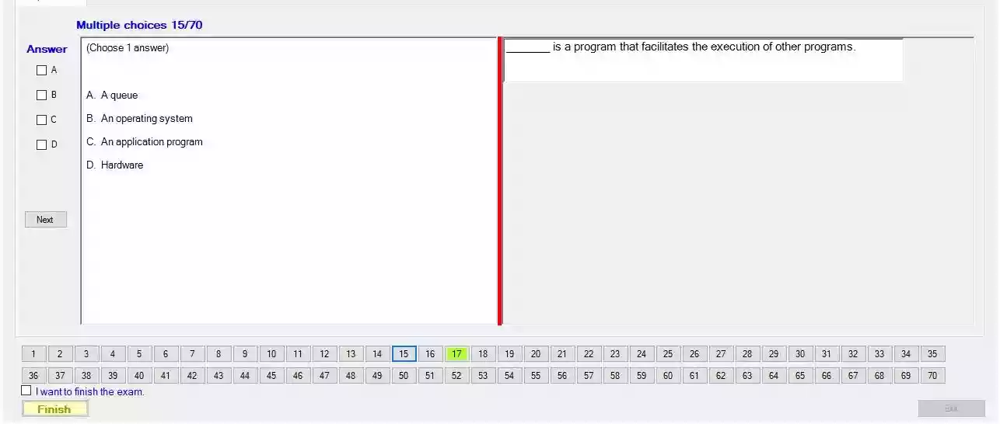 Multiple choices 15/70
Answer
A
B
C
D
Next
(Choose 1 answer)
A. A queue
B. An operating system
C. An application program
D. Hardware
_______ is a program that facilitates the execution of other programs.
1 2 3 4 5 6 7 8 9 10 11 12 13 14 15 16 17 18 19 20 21 22 23 24 25 26 27 28 29 30 31 32 33 34 35
36 37 38 39 40 41 42 43 44 45 46 47 48 49 50 51 52 53 54 55 56 57 58 59 60 61 62 63 64 65 66 67 68 69 70
I want to finish the exam.
Finish
Exit